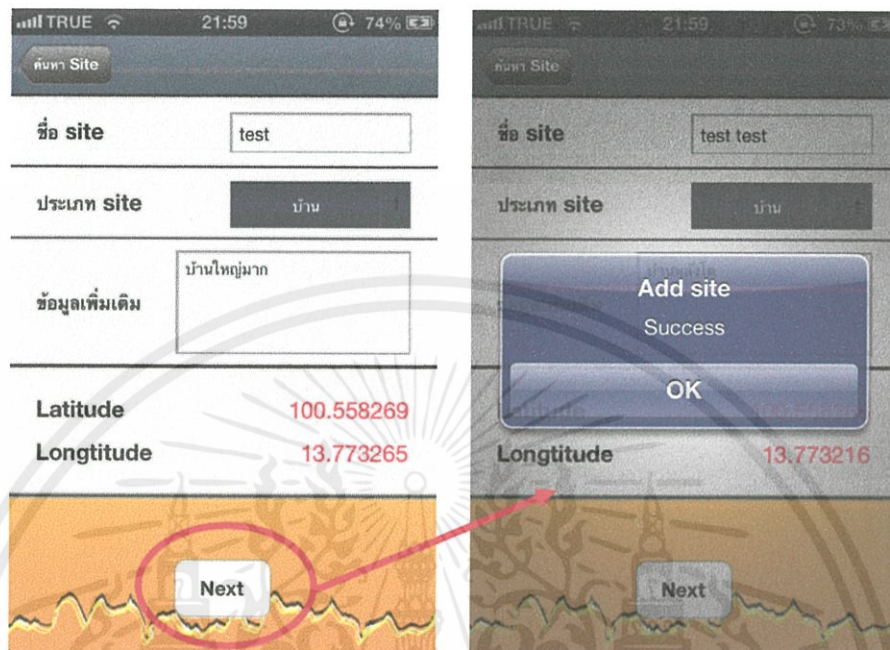 TRUE 21:59 74%
ค้นหา Site
ชื่อ site test
ประเภท site บ้าน
ข้อมูลเพิ่มเติม บ้านใหญ่มาก
Latitude 100.558269
Longtitude 13.773265
Next
TRUE 21:59 73%
ค้นหา Site
ชื่อ site test test
ประเภท site บ้าน
Add site
Success
OK
Longtitude 13.773216
Next